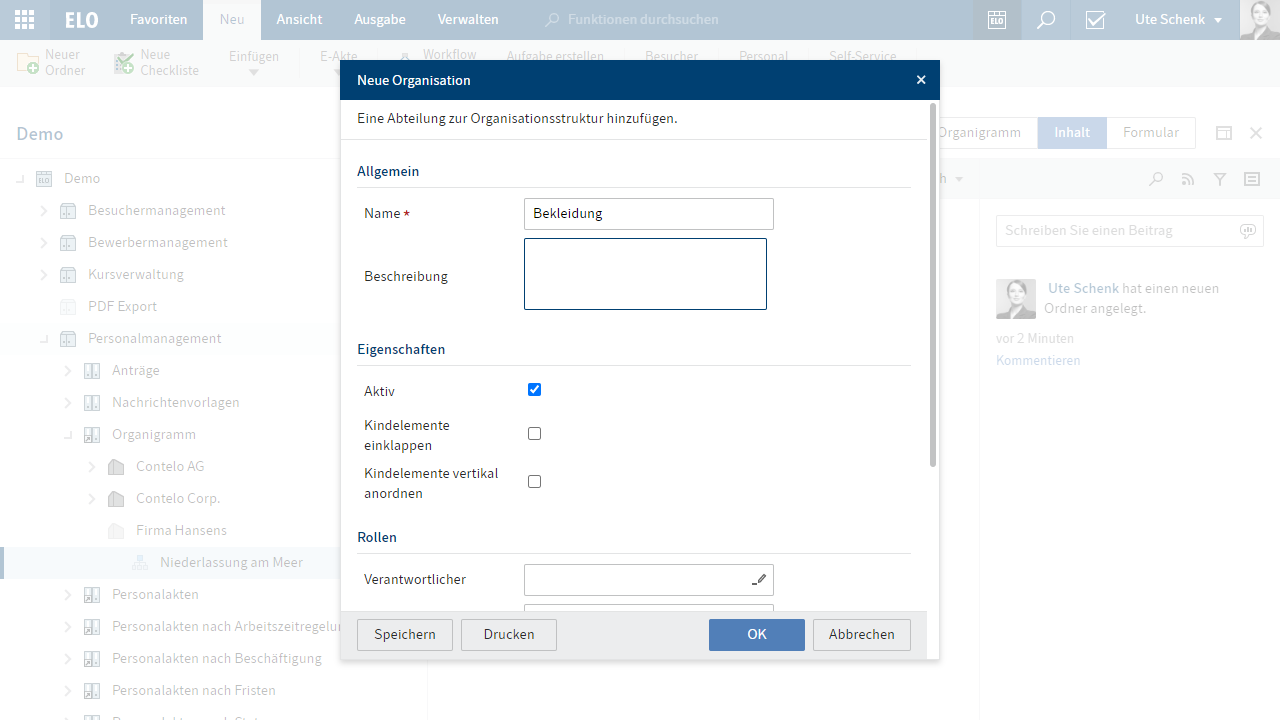 ELO Favoriten Neu Ansicht Ausgabe Verwalten Funktionen durchsuchen ELO Ute Schenk
Neuer Ordner
Neue Checkliste
Einfügen
E-Akte
Workflow
Aufgabe erstellen
Besucher
Personal
Self-Service
Demo
Organigramm Inhalt Formular
Demo
Besuchermanagement
Bewerbermanagement
Kursverwaltung
PDF Export
Personalmanagement
Anträge
Nachrichtenvorlagen
Organigramm
Contelo AG
Contelo Corp.
Firma Hansens
Niederlassung am Meer
Personalakten
Personalakten nach Arbeitszeitregelu
Personalakten nach Beschäftigung
Personalakten nach Fristen
Neue Organisation
Eine Abteilung zur Organisationsstruktur hinzufügen.
Allgemein
Name * Bekleidung
Beschreibung
Eigenschaften
Aktiv
Kindelemente
einklappen
Kindelemente vertikal
anordnen
Rollen
Verantwortlicher
Speichern Drucken OK Abbrechen
h
Schreiben Sie einen Beitrag
Ute Schenk hat einen neuen
Ordner angelegt.
vor 2 Minuten
Kommentieren